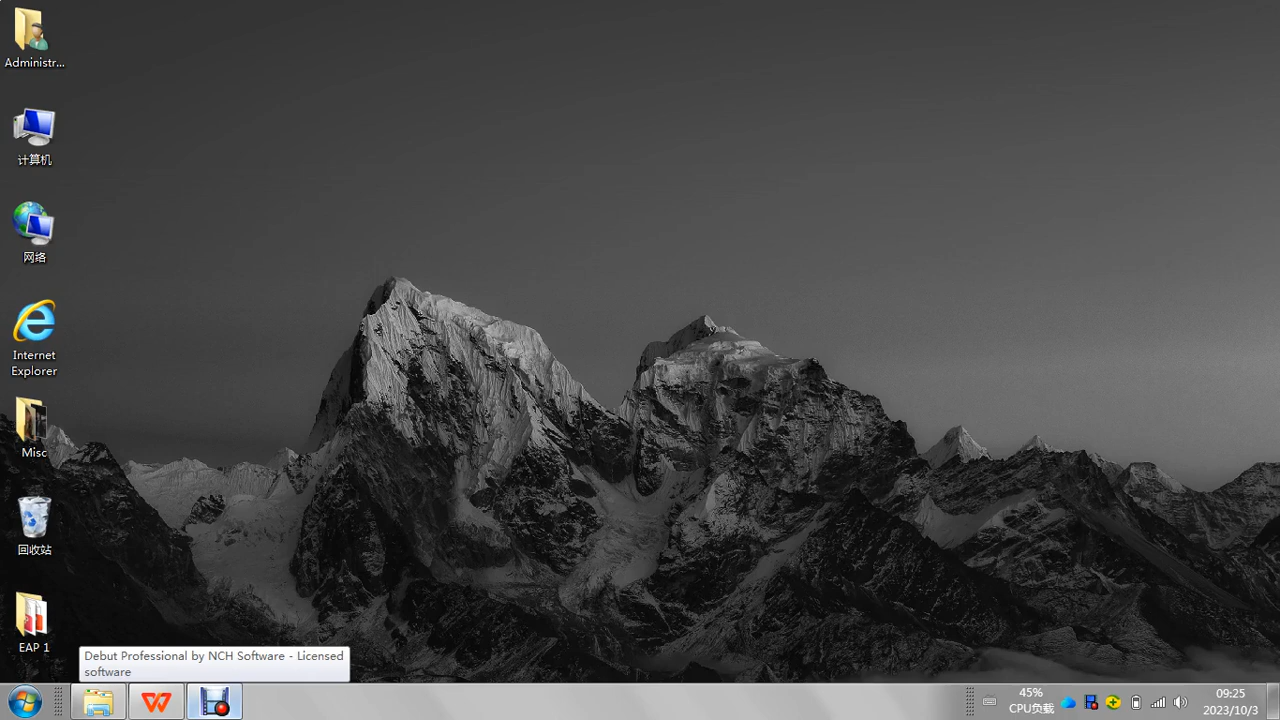 Administr...
计算机
网络
Internet
Explorer
Misc
回收站
EAP 1
Debut Professional by NCH Software - Licensed
software
45%
CPU负载
09:25
2023/10/3